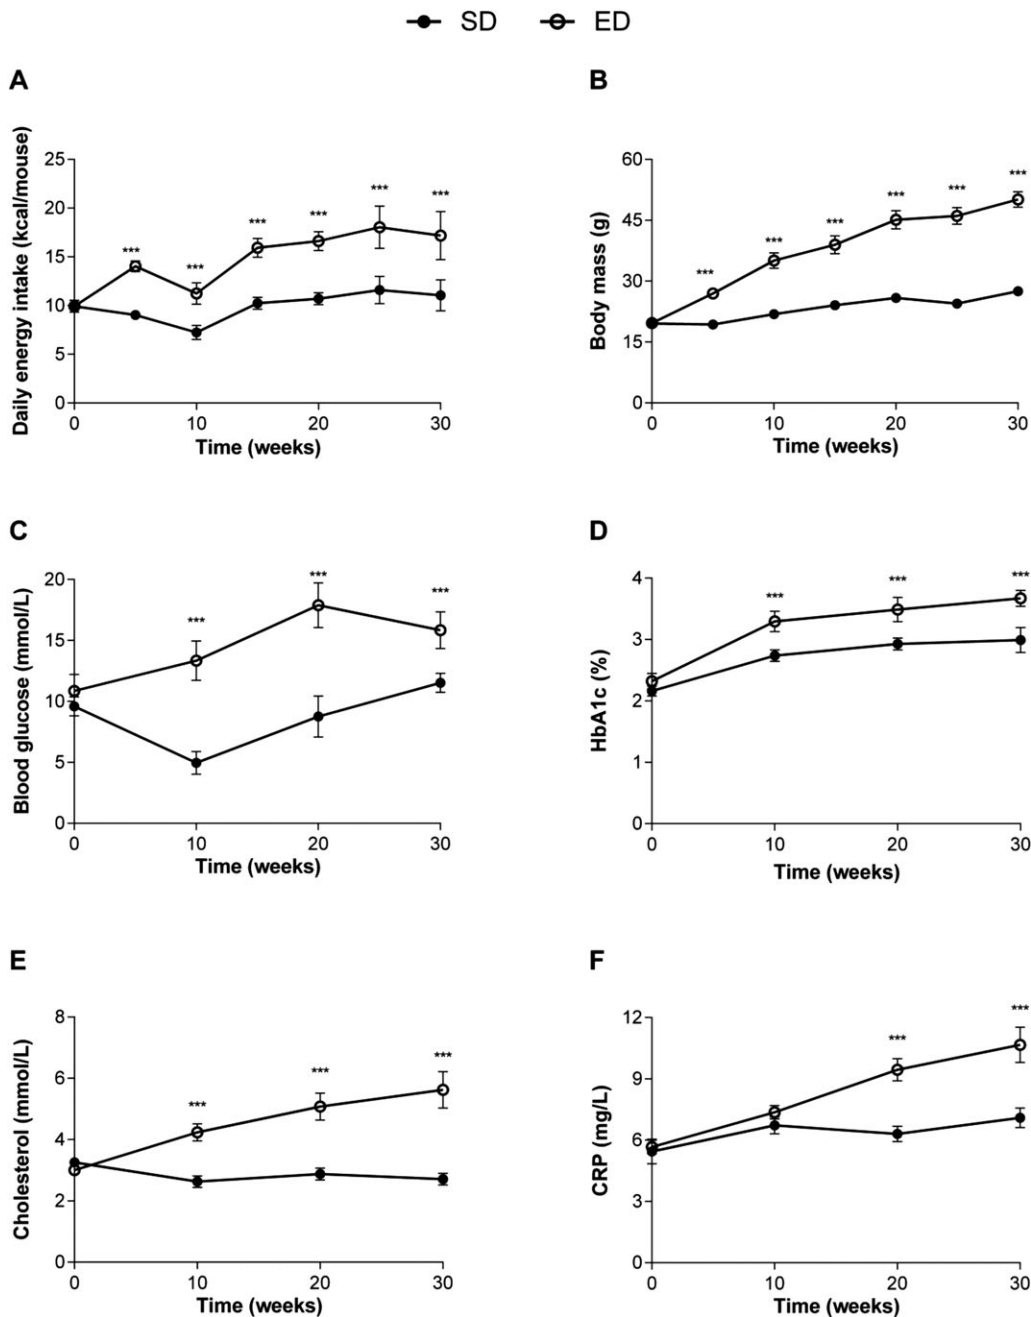 SD ED
A
Daily energy intake (kcal/mouse)
25
20
15
10
5
0
*** *** *** *** *** ***
0 10 20 30
Time (weeks)
B
Body mass (g)
60
45
30
15
0
*** *** *** *** *** ***
0 10 20 30
Time (weeks)
C
Blood glucose (mmol/L)
20
15
10
5
0
*** *** ***
0 10 20 30
Time (weeks)
D
HbA1c (%)
4
3
2
1
0
*** *** ***
0 10 20 30
Time (weeks)
E
Cholesterol (mmol/L)
8
6
4
2
0
*** *** ***
0 10 20 30
Time (weeks)
F
CRP (mg/L)
12
9
6
3
0
*** ***
0 10 20 30
Time (weeks)